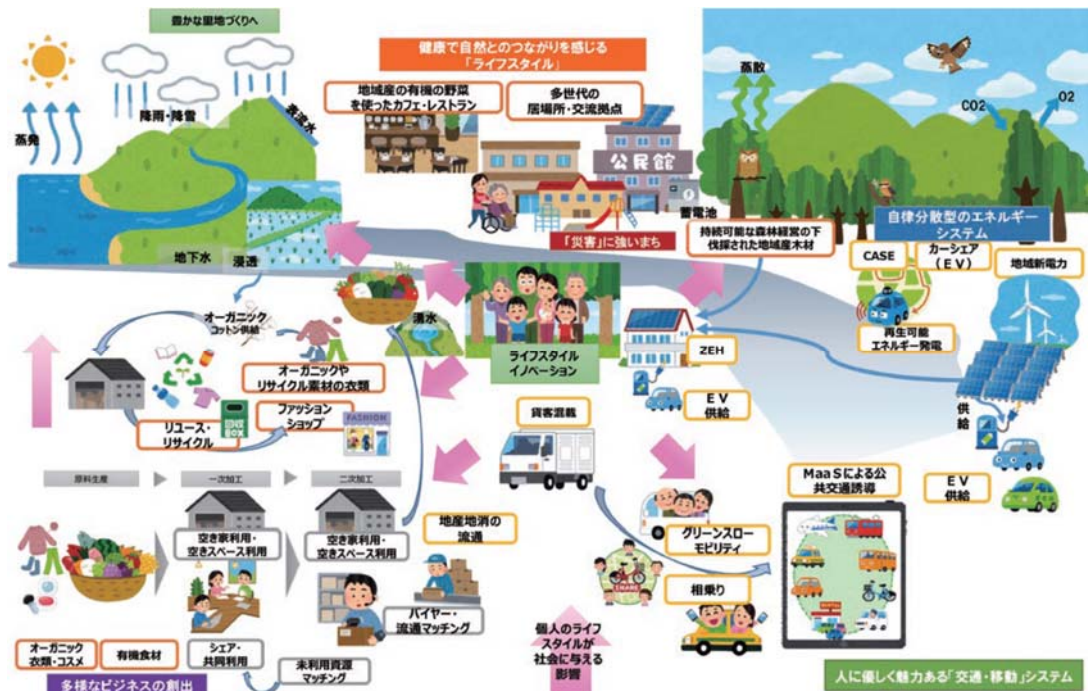 豊かな里地づくりへ
降雨・降雪
表流水
蒸発
地下水
浸透
健康で自然とのつながりを感じる
「ライフスタイル」
地域産の有機の野菜
を使ったカフェ・レストラン
多世代の
居場所・交流拠点
公民館
蓄電池
「災害」に強いまち
蒸散
CO2
O2
持続可能な森林経営の下
伐採された地域産木材
自律分散型のエネルギー
システム
CASE
カーシェア
(EV)
地域新電力
再生可能
エネルギー発電
オーガニック
コットン供給
湧水
ライフスタイル
イノベーション
ZEH
EV
供給
供給
EV
供給
オーガニックや
リサイクル素材の衣類
リユース・
リサイクル
ファッション
ショップ
FASHION
貨客混載
MaaSによる公
共交通誘導
原料生産
一次加工
二次加工
空き家利用・
空きスペース利用
空き家利用・
空きスペース利用
地産地消の
流通
グリーンスロー
モビリティ
SHARE
相乗り
バイヤー・
流通マッチング
オーガニック
衣類・コスメ
有機食材
シェア・
共同利用
未利用資源
マッチング
個人のライフ
スタイルが
社会に与える
影響
多様なビジネスの創出
人に優しく魅力ある「交通・移動」システム